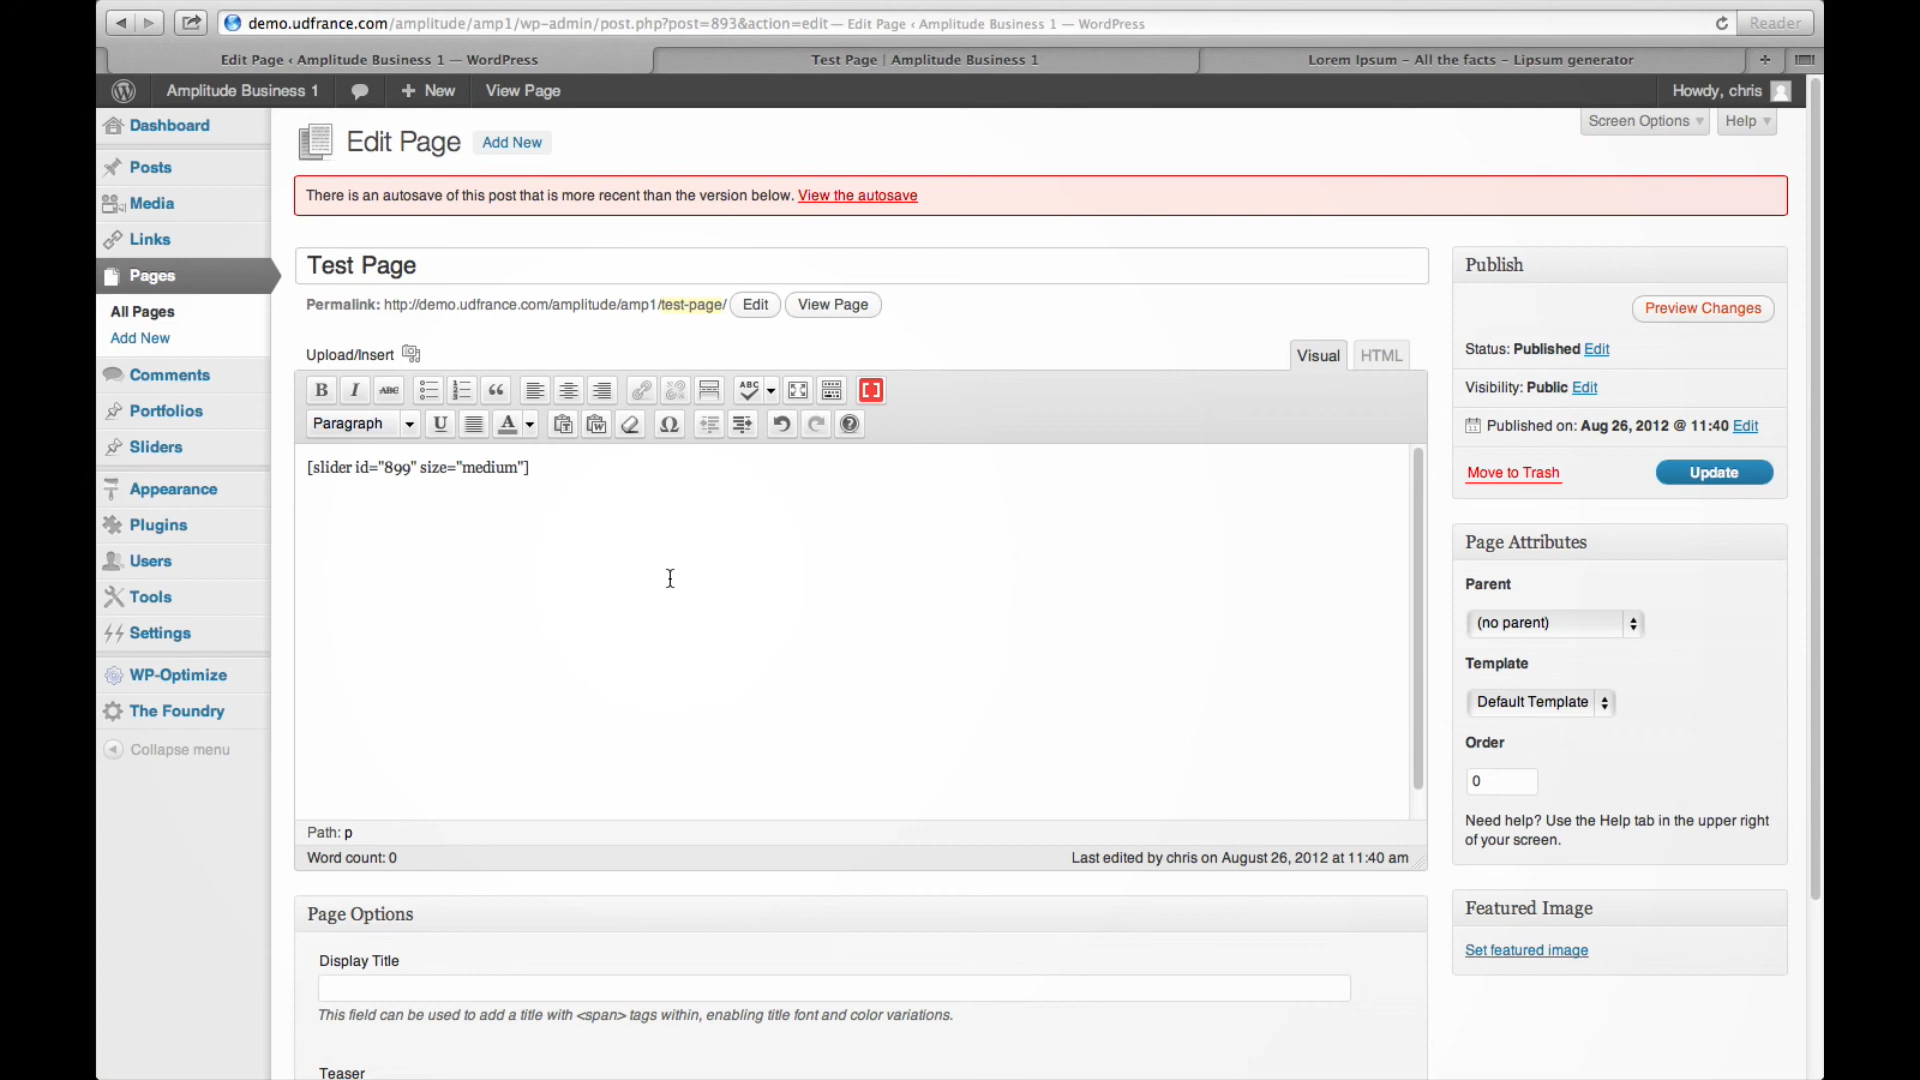 demo.udfrance.com/amplitude/amp1/wp-admin/post.php?post=893&action=edit — Edit Page ‹ Amplitude Business 1 — WordPress
Reader
Edit Page ‹ Amplitude Business 1 — WordPress
Test Page | Amplitude Business 1
Lorem Ipsum – All the facts – Lipsum generator
Amplitude Business 1
+ New
View Page
Howdy, chris
Dashboard
Posts
Media
Links
Pages
All Pages
Add New
Comments
Portfolios
Sliders
Appearance
Plugins
Users
Tools
Settings
WP-Optimize
The Foundry
Collapse menu
Edit Page
Add New
Screen Options
Help
There is an autosave of this post that is more recent than the version below. View the autosave
Test Page
Permalink: http://demo.udfrance.com/amplitude/amp1/test-page/ Edit View Page
Upload/Insert
Visual
HTML
B I ABC
ABC
Paragraph
U
A
Ω
[slider id="899" size="medium"]
Path: p
Word count: 0
Last edited by chris on August 26, 2012 at 11:40 am
Page Options
Display Title
This field can be used to add a title with <span> tags within, enabling title font and color variations.
Teaser
Publish
Preview Changes
Status: Published Edit
Visibility: Public Edit
Published on: Aug 26, 2012 @ 11:40 Edit
Move to Trash
Update
Page Attributes
Parent
(no parent)
Template
Default Template
Order
0
Need help? Use the Help tab in the upper right
of your screen.
Featured Image
Set featured image